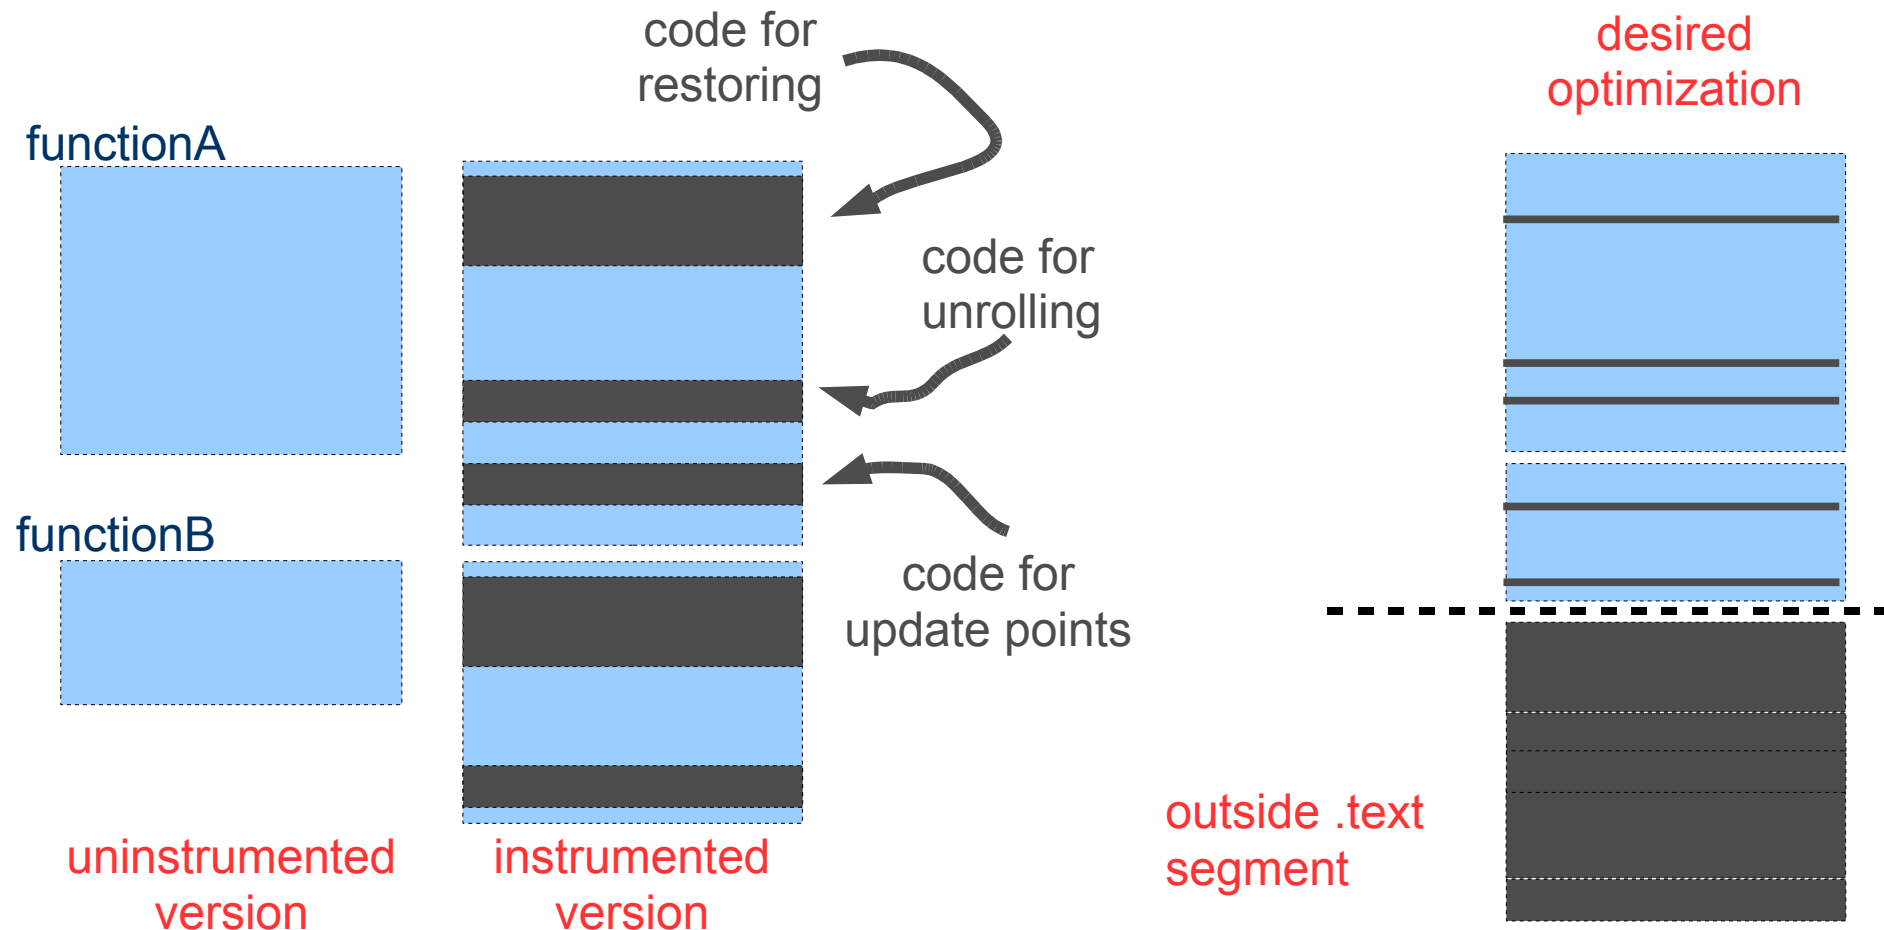 code for
restoring
desired
optimization
functionA
code for
unrolling
functionB
code for
update points
outside .text
segment
uninstrumented
version
instrumented
version